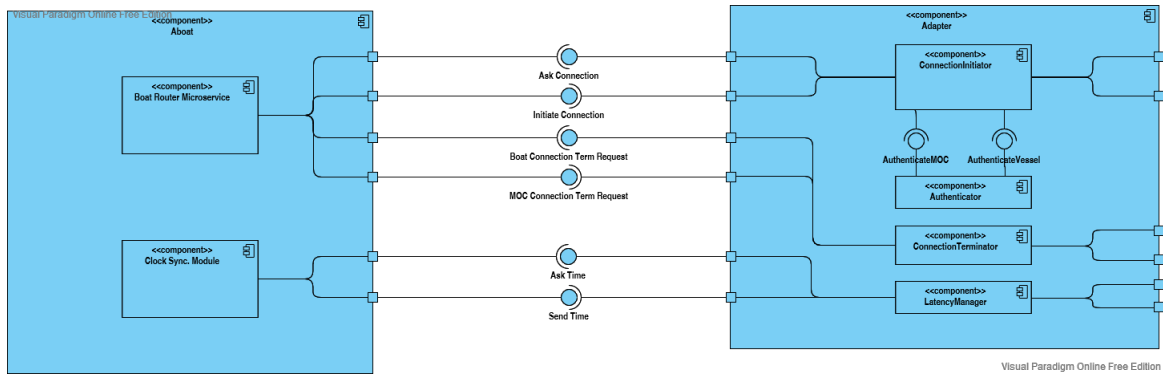 Visual Paradigm Online Free Edition
<<component>>
Aboat
<<component>>
Boat Router Microservice
<<component>>
Clock Sync. Module
Ask Connection
Initiate Connection
Boat Connection Term Request
MOC Connection Term Request
Ask Time
Send Time
<<component>>
Adapter
<<component>>
ConnectionInitiator
AuthenticateMOC
AuthenticateVessel
<<component>>
Authenticator
<<component>>
ConnectionTerminator
<<component>>
LatencyManager
Visual Paradigm Online Free Edition